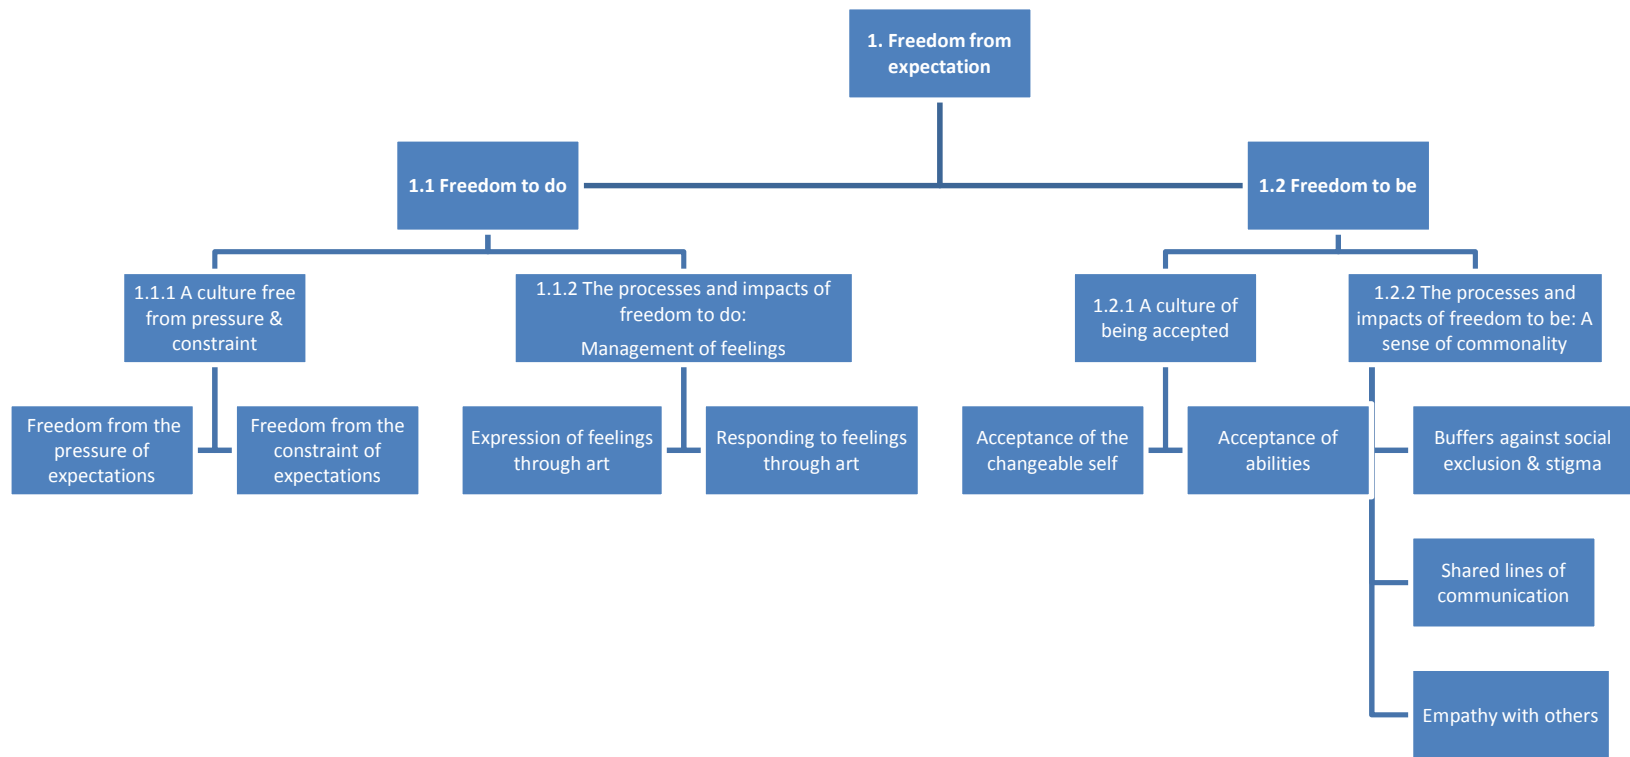 1. Freedom from
expectation
1.1 Freedom to do
1.2 Freedom to be
1.1.1 A culture free
from pressure &
constraint
1.1.2 The processes and impacts of
freedom to do:
Management of feelings
1.2.1 A culture of
being accepted
1.2.2 The processes and
impacts of freedom to be: A
sense of commonality
Freedom from the
pressure of
expectations
Freedom from the
constraint of
expectations
Expression of feelings
through art
Responding to feelings
through art
Acceptance of the
changeable self
Acceptance of
abilities
Buffers against social
exclusion & stigma
Shared lines of
communication
Empathy with others